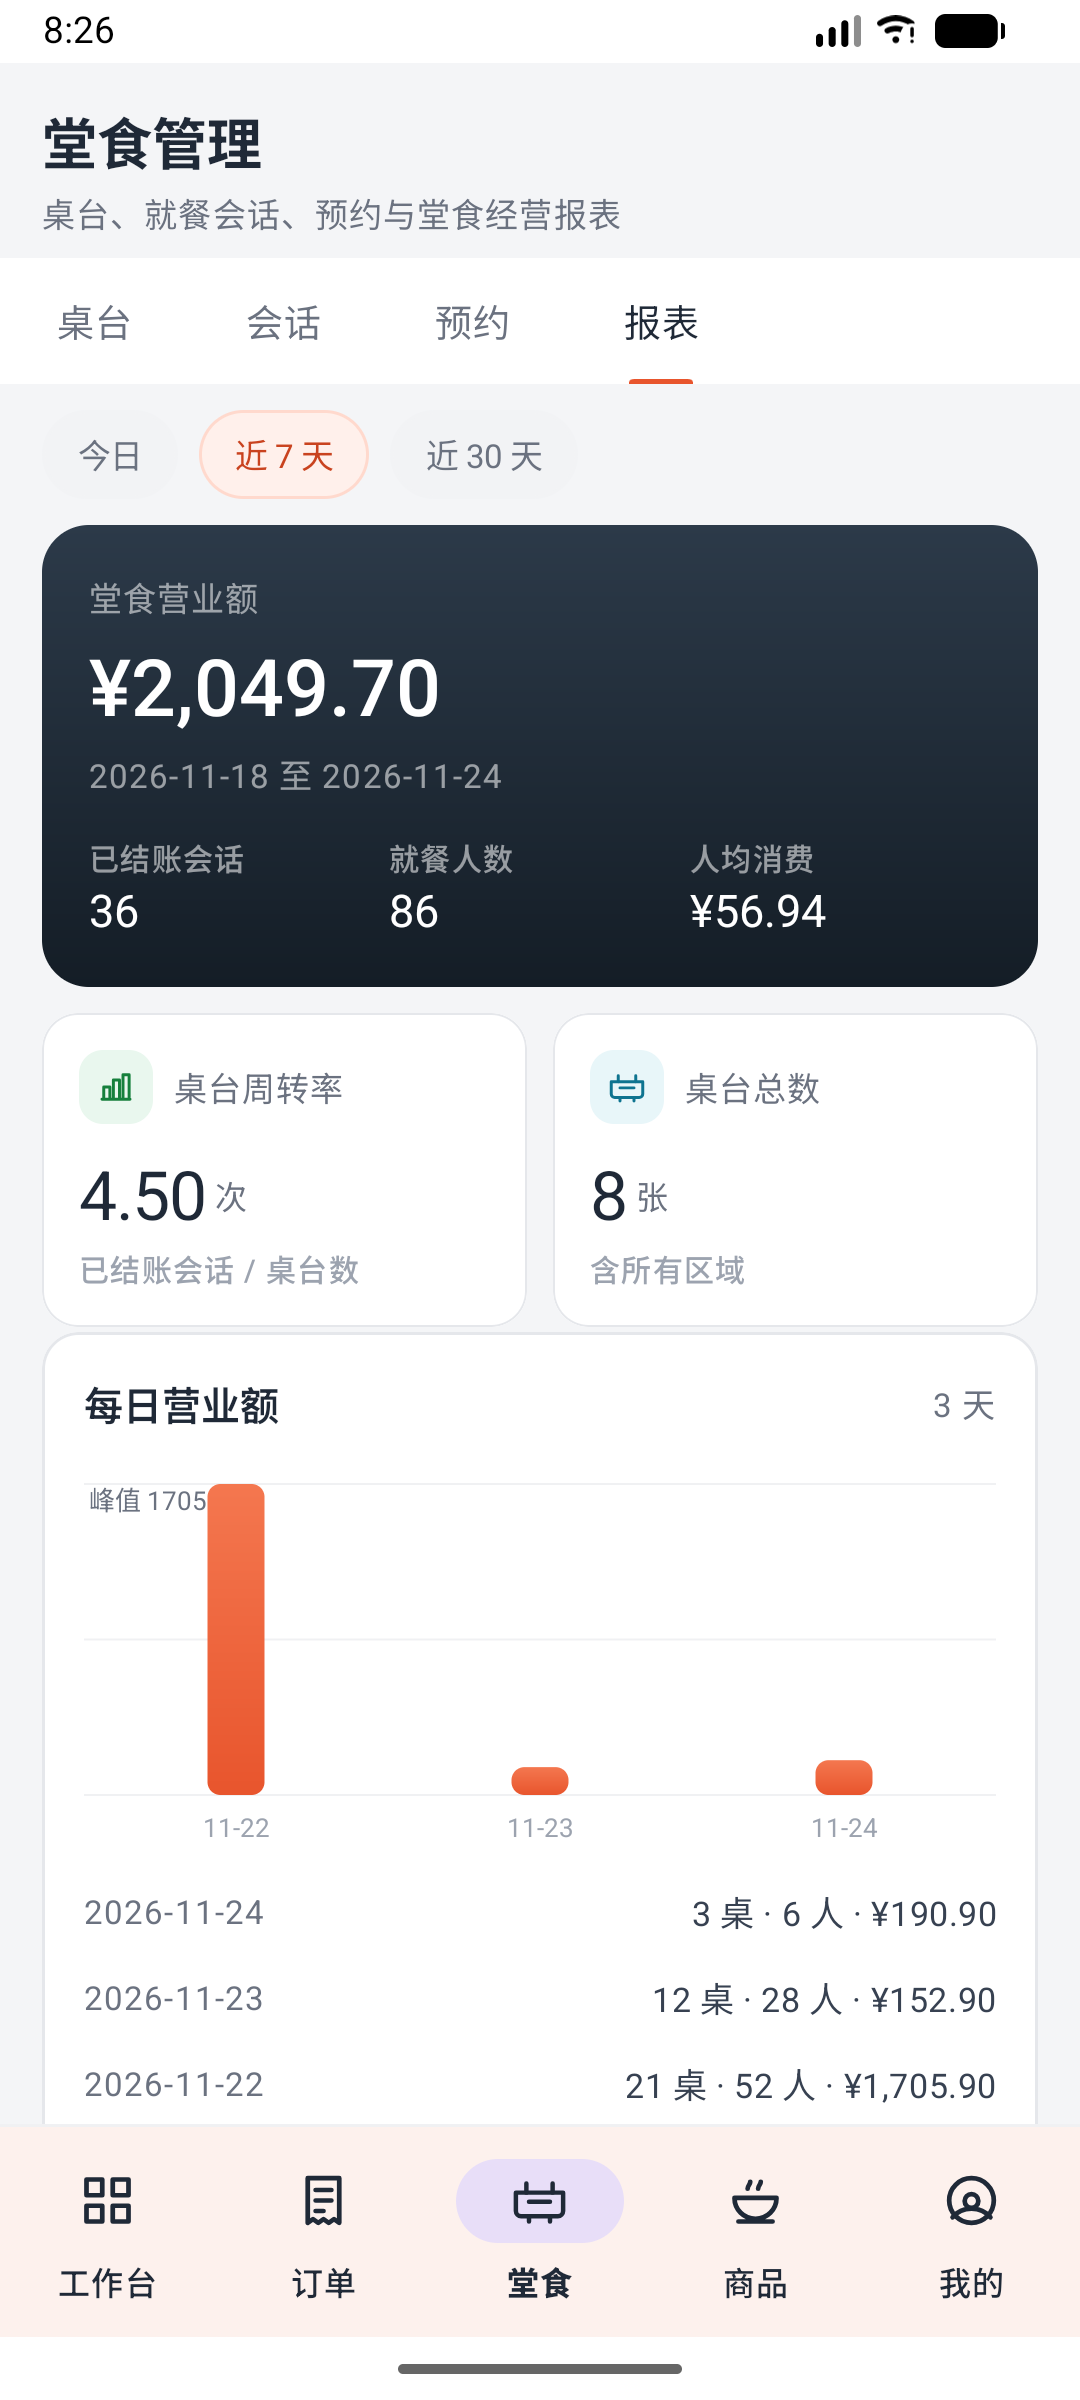 8:26
堂食管理
桌台、就餐会话、预约与堂食经营报表
桌台 会话 预约 报表
今日 近 7 天 近 30 天
堂食营业额
¥2,049.70
2026-11-18 至 2026-11-24
已结账会话 就餐人数 人均消费
36 86 ¥56.94
桌台周转率 桌台总数
4.50 次 8 张
已结账会话 / 桌台数 含所有区域
每日营业额 3 天
峰值 1705
11-22 11-23 11-24
2026-11-24 3 桌 · 6 人 · ¥190.90
2026-11-23 12 桌 · 28 人 · ¥152.90
2026-11-22 21 桌 · 52 人 · ¥1,705.90
工作台 订单 堂食 商品 我的